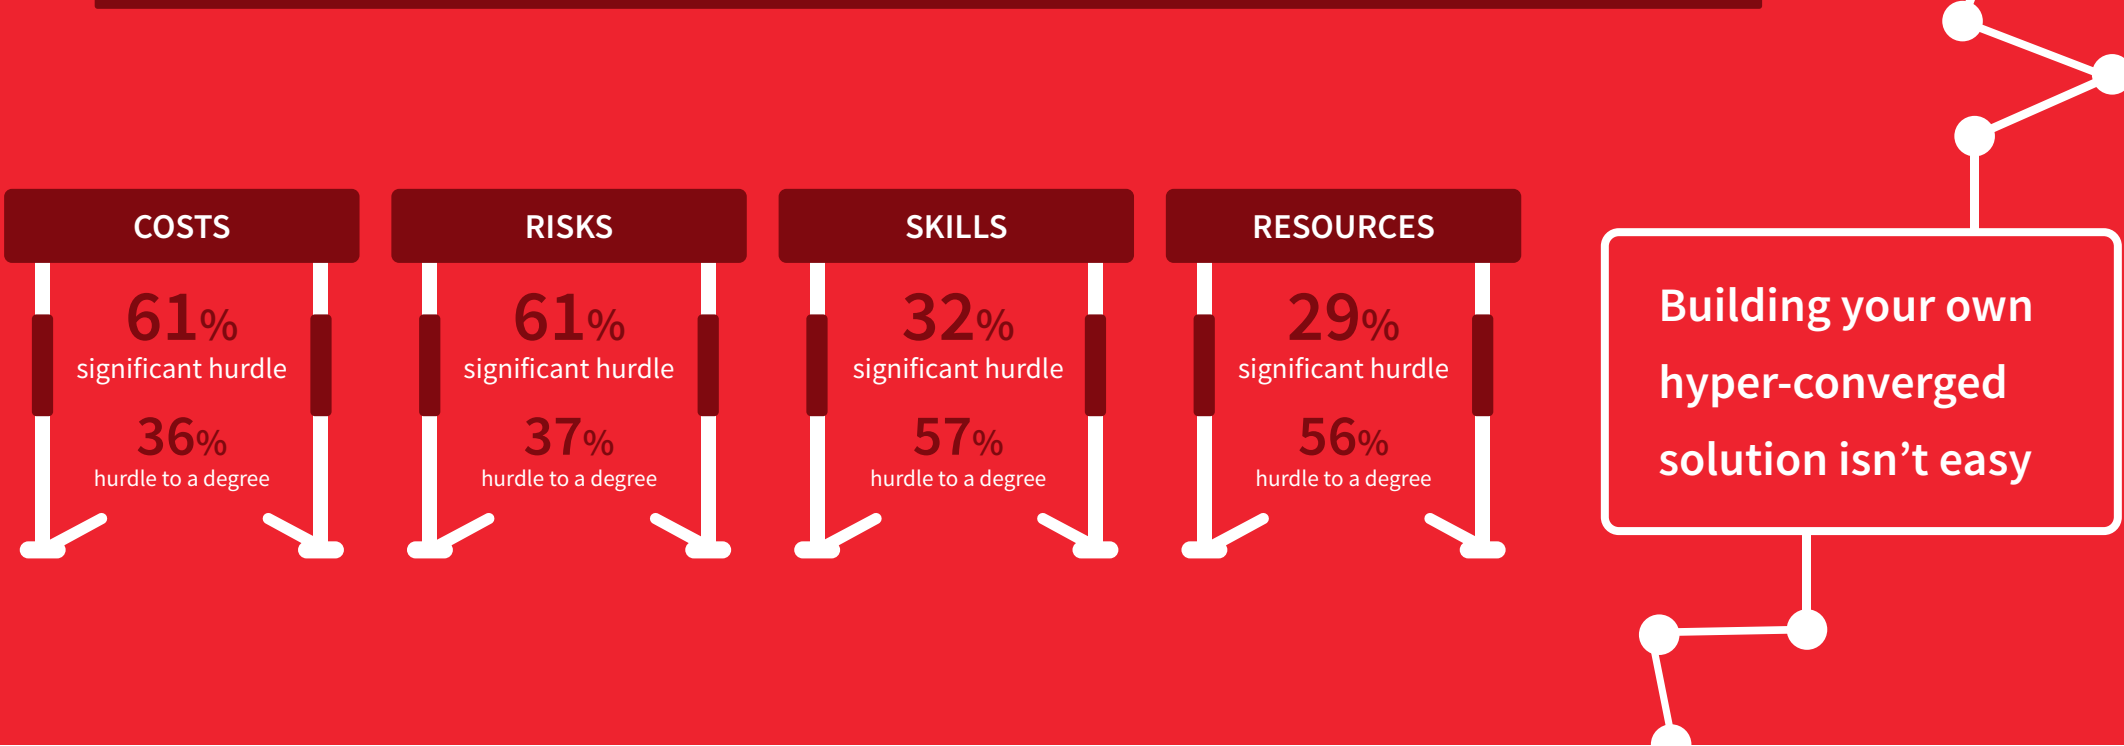 COSTS
61%
significant hurdle
36%
hurdle to a degree
RISKS
61%
significant hurdle
37%
hurdle to a degree
SKILLS
32%
significant hurdle
57%
hurdle to a degree
RESOURCES
29%
significant hurdle
56%
hurdle to a degree
Building your own
hyper-converged
solution isn’t easy